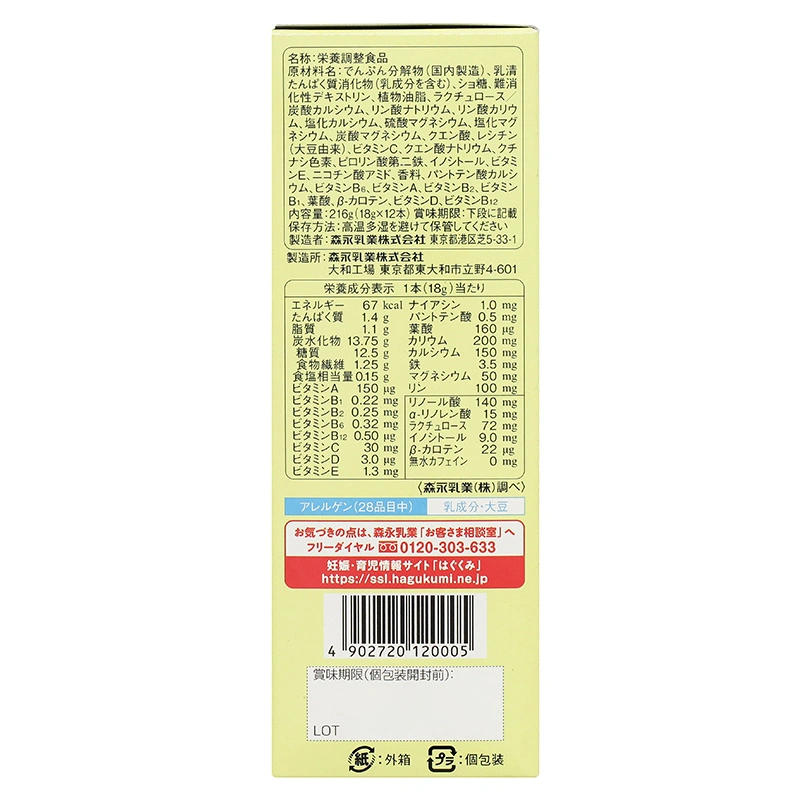 名称:栄養調整食品
原材料名:でんぷん分解物(国内製造)、乳清
たんぱく質消化物(乳成分を含む)、ショ糖、難消
化性デキストリン、植物油脂、ラクチュロース/
炭酸カルシウム、リン酸ナトリウム、リン酸カリウ
ム、塩化カルシウム、硫酸マグネシウム、塩化マグ
ネシウム、炭酸マグネシウム、クエン酸、レシチン
(大豆由来)、ビタミンC、クエン酸ナトリウム、クチ
ナシ色素、ピロリン酸第二鉄、イノシトール、ビタミ
ンE、ニコチン酸アミド、香料、パントテン酸カルシ
ウム、ビタミンB6、ビタミンA、ビタミンB2、ビタミン
B1、葉酸、β-カロテン、ビタミンD、ビタミンB12
内容量:216g(18g×12本) 賞味期限:下段に記載
保存方法:高温多湿を避けて保管してください
製造者:森永乳業株式会社 東京都港区芝5-33-1
製造所:森永乳業株式会社
大和工場 東京都東大和市立野4-601
栄養成分表示 1本(18g)当たり
エネルギー 67 kcal
たんぱく質 1.4 g
脂質 1.1 g
炭水化物 13.75 g
糖質 12.5 g
食物繊維 1.25 g
食塩相当量 0.15 g
ビタミンA 150 μg
ビタミンB1 0.22 mg
ビタミンB2 0.25 mg
ビタミンB6 0.32 mg
ビタミンB12 0.50 μg
ビタミンC 30 mg
ビタミンD 3.0 μg
ビタミンE 1.3 mg
ナイアシン 1.0 mg
パントテン酸 0.5 mg
葉酸 160 μg
カリウム 200 mg
カルシウム 150 mg
鉄 3.5 mg
マグネシウム 50 mg
リン 100 mg
リノール酸 140 mg
α-リノレン酸 15 mg
ラクチュロース 72 mg
イノシトール 9.0 mg
β-カロテン 22 μg
無水カフェイン 0 mg
〈森永乳業(株)調べ〉
アレルゲン(28品目中) 乳成分・大豆
お気づきの点は、森永乳業「お客さま相談室」へ
フリーダイヤル 0120-303-633
妊娠・育児情報サイト「はぐくみ」
https://ssl.hagukumi.ne.jp
4 902720 120005
賞味期限(個包装開封前):
LOT
紙:外箱 プラ:個包装